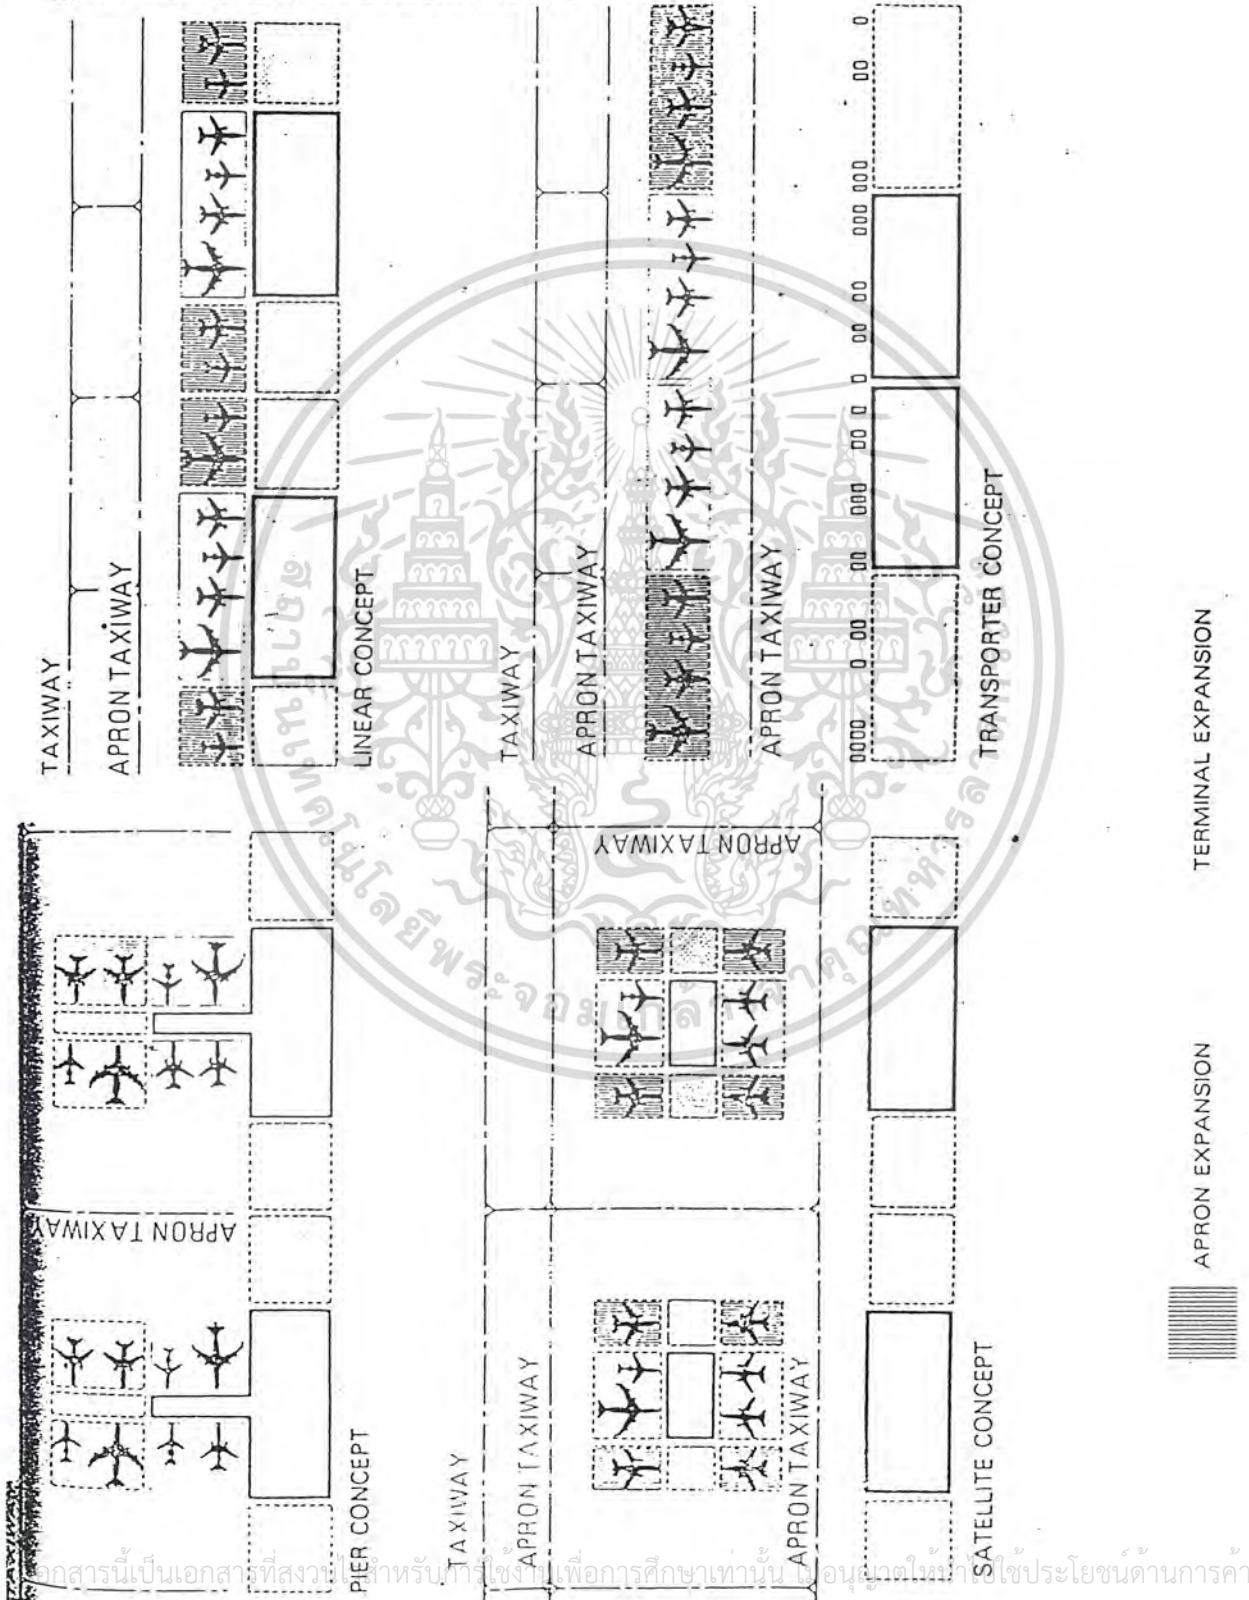 TAXIWAY
APRON TAXIWAY
PIER CONCEPT
TAXIWAY
APRON TAXIWAY
LINEAR CONCEPT
TAXIWAY
APRON TAXIWAY
APRON TAXIWAY
APRON TAXIWAY
SATELLITE CONCEPT
TAXIWAY
APRON TAXIWAY
APRON TAXIWAY
TRANSPORTER CONCEPT
APRON EXPANSION
TERMINAL EXPANSION
เอกสารนี้เป็นเอกสารที่สงวนไว้สำหรับการใช้งานเพื่อการศึกษาเท่านั้น ไม่อนุญาตให้นำไปใช้ประโยชน์ด้านการค้า